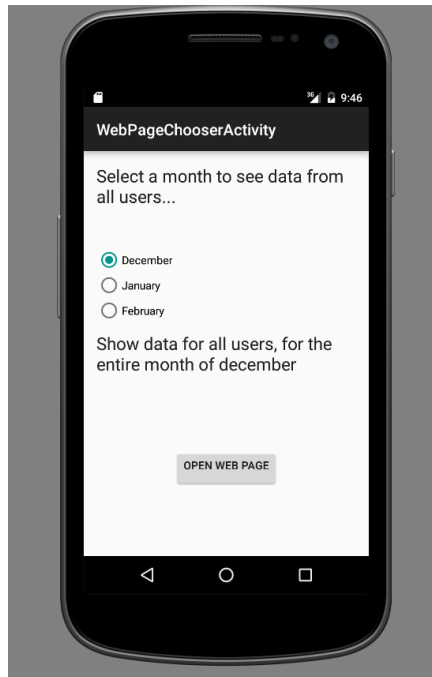 3G 9:46
WebPageChooserActivity
Select a month to see data from
all users...
December
January
February
Show data for all users, for the
entire month of december
OPEN WEB PAGE